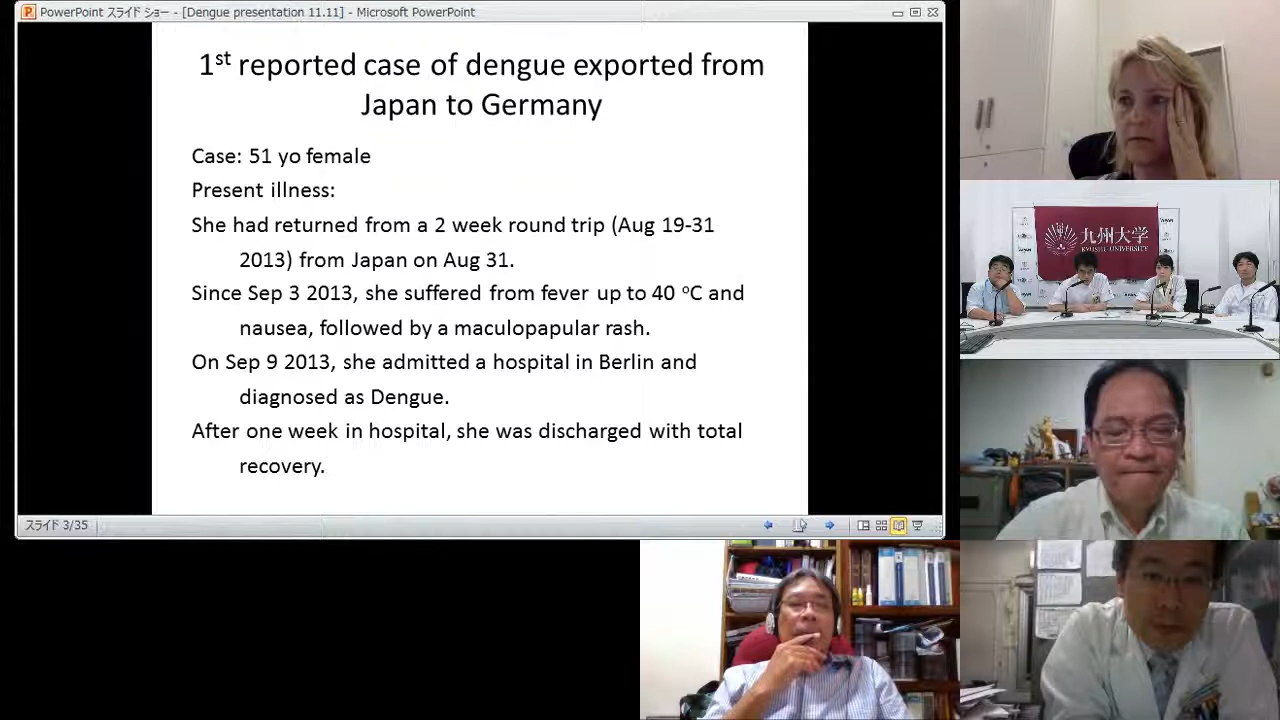 PowerPoint スライド ショー - [Dengue presentation 11.11] - Microsoft PowerPoint
1st reported case of dengue exported from
Japan to Germany
Case: 51 yo female
Present illness:
She had returned from a 2 week round trip (Aug 19-31
2013) from Japan on Aug 31.
Since Sep 3 2013, she suffered from fever up to 40 °C and
nausea, followed by a maculopapular rash.
On Sep 9 2013, she admitted a hospital in Berlin and
diagnosed as Dengue.
After one week in hospital, she was discharged with total
recovery.
スライド 3/35
九州大学
KYUSHU UNIVERSITY